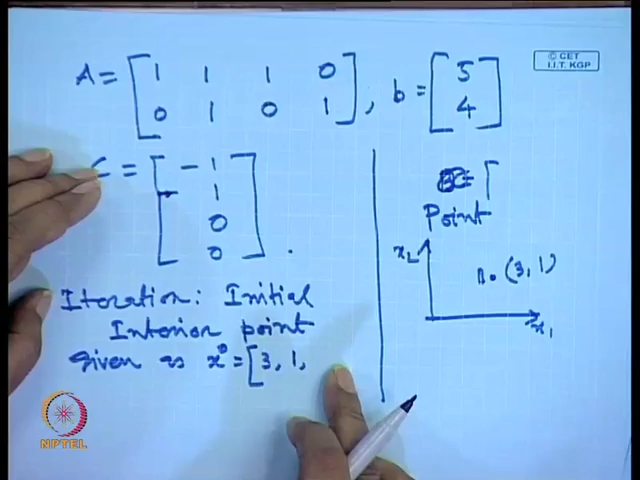 © CET
I.I.T. KGP
A = [ 1 1 1 0
0 1 0 1 ], b = [ 5
4 ]
C = [ -1
1
0
0 ].
Point
x2
(3, 1)
x1
Iteration: Initial
Interior point
given as x⁰ = [3, 1,
NPTEL